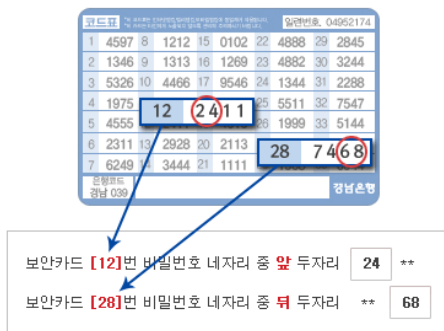 코드표
일련번호. 04952174
1 4597 8 1212 15 0102 22 4888 29 2845
2 1346 9 1313 16 1269 23 4882 30 3244
3 5326 10 4466 17 9546 24 1344 31 2288
4 1975 12 2411 25 5511 32 7547
5 4555 26 1999 33 5144
6 2311 13 2928 20 2113 28 7468
7 6249 14 3444 21 1111
은행코드
경남 039
경남은행
보안카드 [12]번 비밀번호 네자리 중 앞 두자리 24 **
보안카드 [28]번 비밀번호 네자리 중 뒤 두자리 ** 68